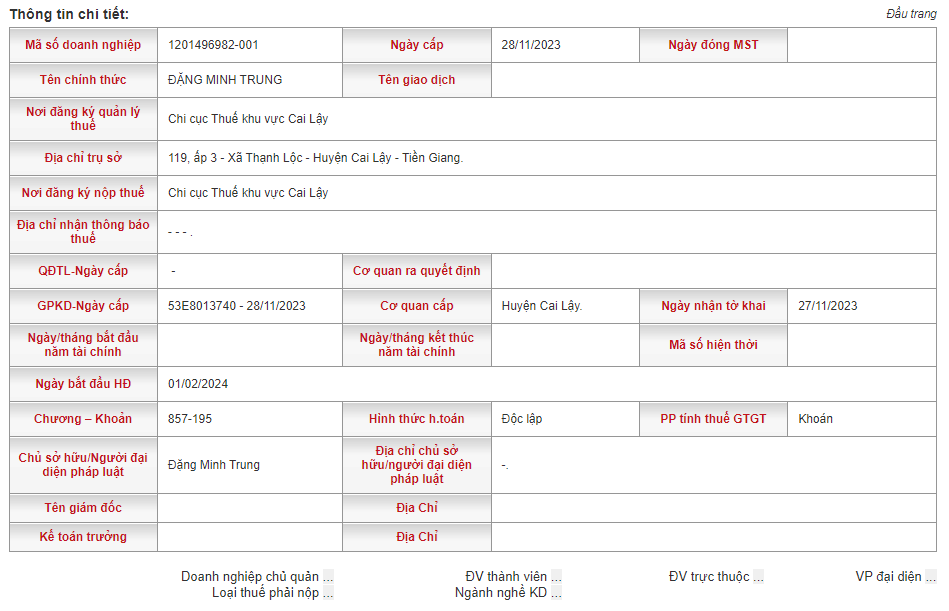 Thông tin chi tiết: Đầu trang
Mã số doanh nghiệp 1201496982-001 Ngày cấp 28/11/2023 Ngày đóng MST
Tên chính thức ĐẶNG MINH TRUNG Tên giao dịch
Nơi đăng ký quản lý
thuế
Chi cục Thuế khu vực Cai Lậy
Địa chỉ trụ sở 119, ấp 3 - Xã Thạnh Lộc - Huyện Cai Lậy - Tiền Giang.
Nơi đăng ký nộp thuế Chi cục Thuế khu vực Cai Lậy
Địa chỉ nhận thông báo
thuế
- - - .
QĐTL-Ngày cấp - Cơ quan ra quyết định
GPKD-Ngày cấp 53E8013740 - 28/11/2023 Cơ quan cấp Huyện Cai Lậy. Ngày nhận tờ khai 27/11/2023
Ngày/tháng bắt đầu
năm tài chính
Ngày/tháng kết thúc
năm tài chính
Mã số hiện thời
Ngày bắt đầu HĐ 01/02/2024
Chương – Khoản 857-195 Hình thức h.toán Độc lập PP tính thuế GTGT Khoán
Chủ sở hữu/Người đại
diện pháp luật
Đặng Minh Trung
Địa chỉ chủ sở
hữu/người đại diện
pháp luật
-.
Tên giám đốc Địa Chỉ
Kế toán trưởng Địa Chỉ
Doanh nghiệp chủ quản ... ĐV thành viên ... ĐV trực thuộc ... VP đại diện ...
Loại thuế phải nộp ... Ngành nghề KD ...